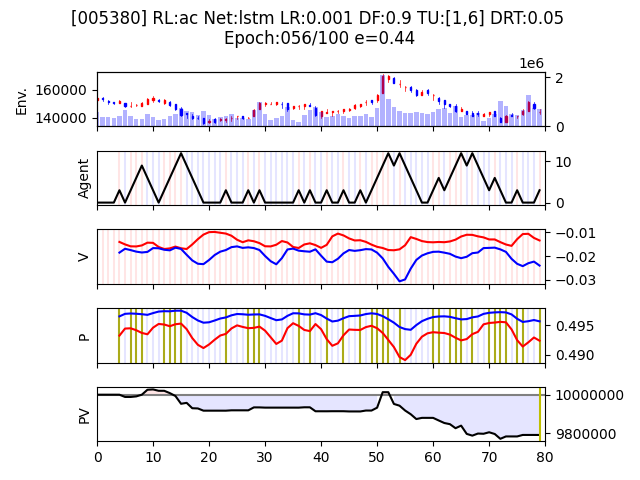 [005380] RL:ac Net:lstm LR:0.001 DF:0.9 TU:[1,6] DRT:0.05
Epoch:056/100 e=0.44
1e6
Env.
160000
140000
2
0
Agent
10
0
V
−0.01
−0.02
−0.03
P
0.495
0.490
PV
10000000
9800000
0 10 20 30 40 50 60 70 80